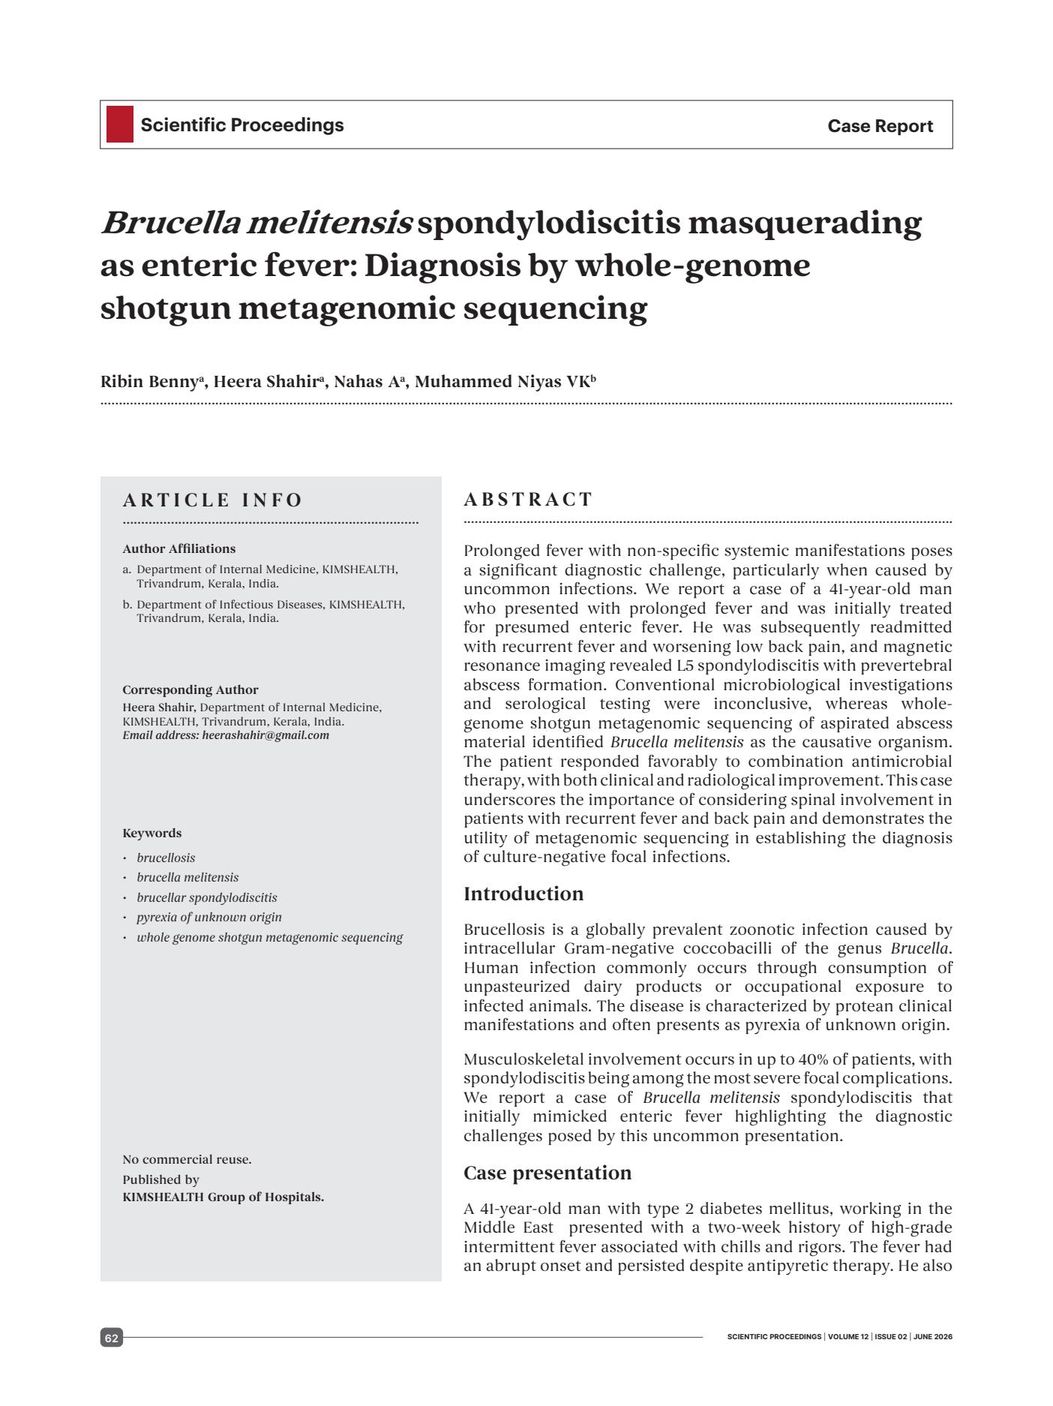 Scientific Proceedings
Case Report
Brucella melitensis spondylodiscitis masquerading
as enteric fever: Diagnosis by whole-genome
shotgun metagenomic sequencing
Ribin Bennyᵃ, Heera Shahirᵃ, Nahas Aᵃ, Muhammed Niyas VKᵇ
ARTICLE INFO
Author Affiliations
a. Department of Internal Medicine, KIMSHEALTH,
Trivandrum, Kerala, India.
b. Department of Infectious Diseases, KIMSHEALTH,
Trivandrum, Kerala, India.
Corresponding Author
Heera Shahir, Department of Internal Medicine,
KIMSHEALTH, Trivandrum, Kerala, India.
Email address: heerashahir@gmail.com
Keywords
• brucellosis
• brucella melitensis
• brucellar spondylodiscitis
• pyrexia of unknown origin
• whole genome shotgun metagenomic sequencing
No commercial reuse.
Published by
KIMSHEALTH Group of Hospitals.
ABSTRACT
Prolonged fever with non-specific systemic manifestations poses
a significant diagnostic challenge, particularly when caused by
uncommon infections. We report a case of a 41-year-old man
who presented with prolonged fever and was initially treated
for presumed enteric fever. He was subsequently readmitted
with recurrent fever and worsening low back pain, and magnetic
resonance imaging revealed L5 spondylodiscitis with prevertebral
abscess formation. Conventional microbiological investigations
and serological testing were inconclusive, whereas whole-
genome shotgun metagenomic sequencing of aspirated abscess
material identified Brucella melitensis as the causative organism.
The patient responded favorably to combination antimicrobial
therapy, with both clinical and radiological improvement. This case
underscores the importance of considering spinal involvement in
patients with recurrent fever and back pain and demonstrates the
utility of metagenomic sequencing in establishing the diagnosis
of culture-negative focal infections.
Introduction
Brucellosis is a globally prevalent zoonotic infection caused by
intracellular Gram-negative coccobacilli of the genus Brucella.
Human infection commonly occurs through consumption of
unpasteurized dairy products or occupational exposure to
infected animals. The disease is characterized by protean clinical
manifestations and often presents as pyrexia of unknown origin.
Musculoskeletal involvement occurs in up to 40% of patients, with
spondylodiscitis being among the most severe focal complications.
We report a case of Brucella melitensis spondylodiscitis that
initially mimicked enteric fever highlighting the diagnostic
challenges posed by this uncommon presentation.
Case presentation
A 41-year-old man with type 2 diabetes mellitus, working in the
Middle East presented with a two-week history of high-grade
intermittent fever associated with chills and rigors. The fever had
an abrupt onset and persisted despite antipyretic therapy. He also
62
SCIENTIFIC PROCEEDINGS | VOLUME 12 | ISSUE 02 | JUNE 2026